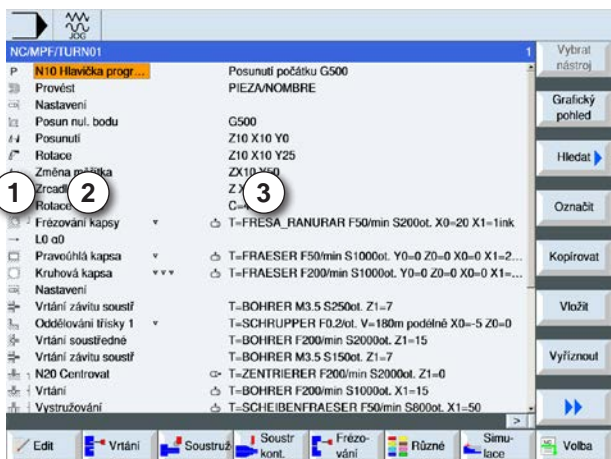 JOG
NC/MPF/TURN01 1
P N10 Hlavička progr... Posunutí počátku G500
Provést PIEZA/NOMBRE
Nastavení
Posun nul. bodu G500
Posunutí Z10 X10 Y0
Rotace Z10 X10 Y25
Změna měřítka ZX10 Y50
Zrcadl Z X
1 2 3
Rotace C=4
Frézování kapsy T=FRESA_RANURAR F50/min S200ot. X0=20 X1=1ink
L0 α0
Pravoúhlá kapsa T=FRAESER F50/min S1000ot. Y0=0 Z0=0 X0=0 X1=2...
Kruhová kapsa T=FRAESER F200/min S1000ot. Y0=0 Z0=0 X0=0 X1=...
Nastavení
Vrtání závitu soustř T=BOHRER M3.5 S250ot. Z1=7
Oddělování třísky 1 T=SCHRUPPER F0.2/ot. V=180m podélné X0=-5 Z0=0
Vrtání soustředné T=BOHRER F200/min S2000ot. Z1=15
Vrtání závitu soustř T=BOHRER M3.5 S150ot. Z1=7
N20 Centrovat T=ZENTRIERER F200/min S2000ot. Z1=0
Vrtání T=BOHRER F200/min S1000ot. X1=15
Vystružování T=SCHEIBENFRAESER F50/min S800ot. X1=50
>
Vybrat
nástroj
Grafický
pohled
Hledat
Označit
Kopírovat
Vložit
Vyříznout
Edit
Vrtání
Soustruž
Soustr
kont.
Frézo-
vání
Různé
Simu-
lace
NC
Volba